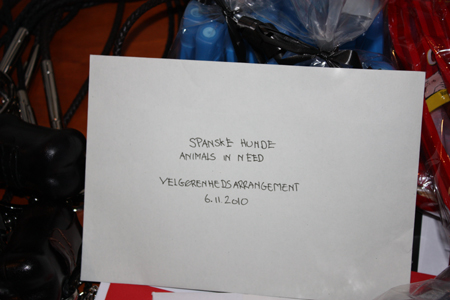 SPANSKE HUNDE
ANIMALS IN NEED
VELGØRENHEDSARRANGEMENT
6.11.2010